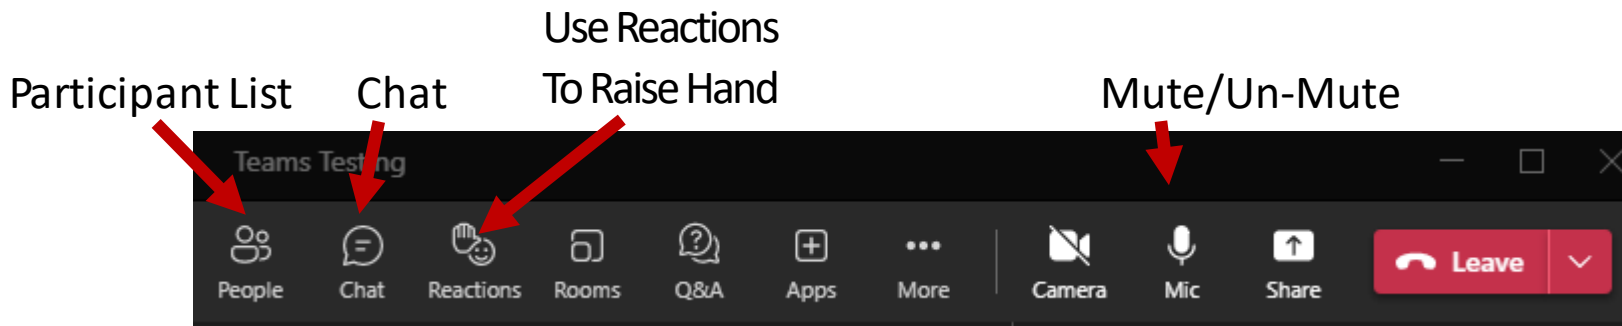 Use Reactions
To Raise Hand
Participant List
Chat
Mute/Un-Mute
Teams Testing
People
Chat
Reactions
Rooms
Q&A
Apps
More
Camera
Mic
Share
Leave